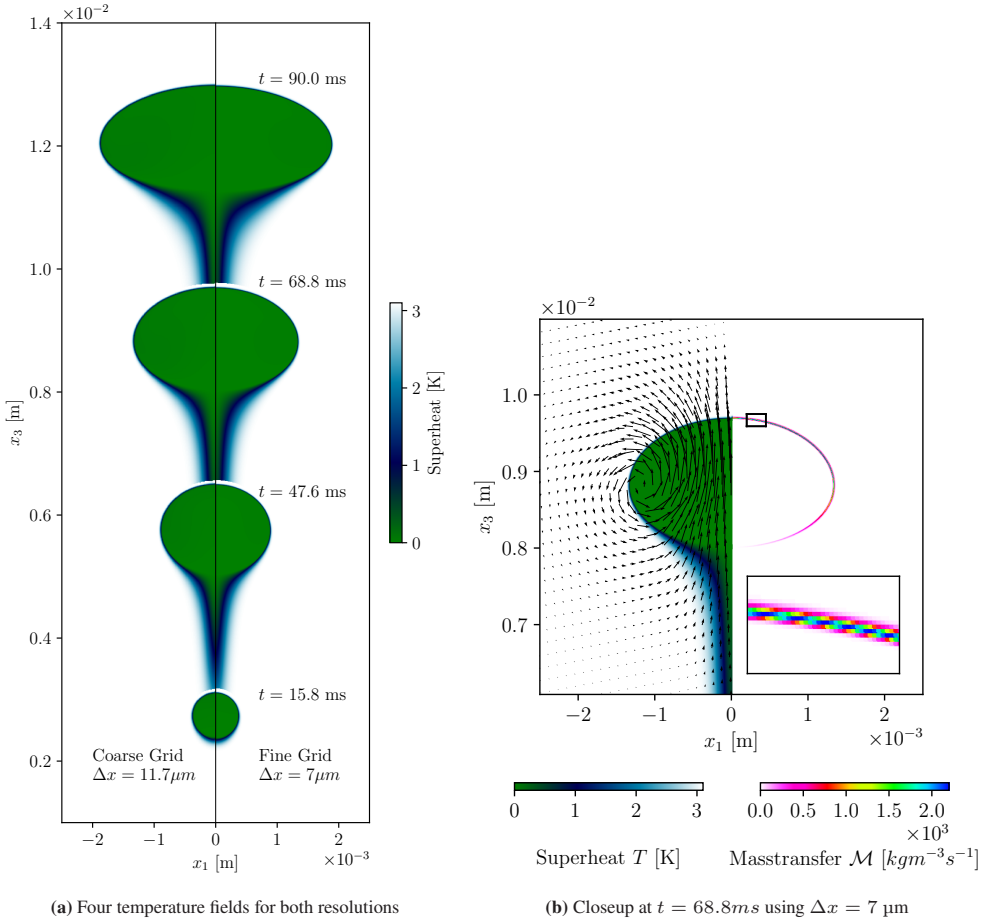 ×10⁻²
1.4
1.2
1.0
0.8
0.6
0.4
0.2
x₃ [m]
t = 90.0 ms
t = 68.8 ms
t = 47.6 ms
t = 15.8 ms
Coarse Grid
Δx = 11.7μm
Fine Grid
Δx = 7μm
−2 −1 0 1 2
x₁ [m]
×10⁻³
3
2
1
0
Superheat [K]
×10⁻²
1.0
0.9
0.8
0.7
x₃ [m]
−2 −1 0 1 2
x₁ [m]
×10⁻³
0 1 2 3
Superheat T [K]
0.0 0.5 1.0 1.5 2.0
×10³
Masstransfer ℳ [kgm⁻³s⁻¹]
(a) Four temperature fields for both resolutions
(b) Closeup at t = 68.8ms using Δx = 7 µm